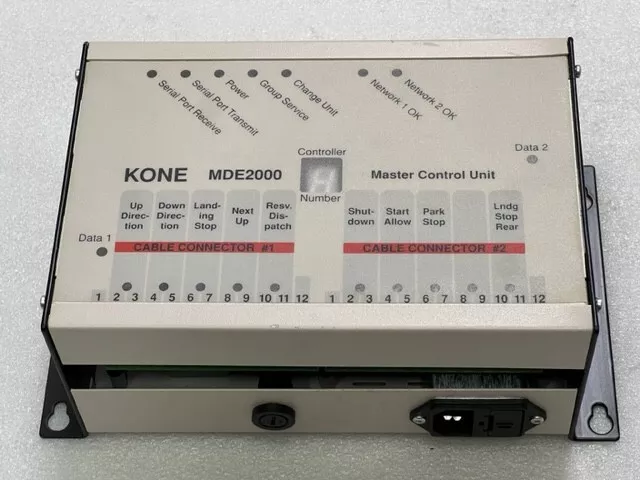 Serial Port Receive
Serial Port Transmit
Power
Group Service
Change Unit
Network 1 OK
Network 2 OK
Controller
Number
Data 2
KONE MDE2000
Master Control Unit
Up
Direc-
tion
Down
Direc-
tion
Land-
ing
Stop
Next
Up
Resv.
Dis-
patch
Shut-
down
Start
Allow
Park
Stop
Lndg
Stop
Rear
Data 1
CABLE CONNECTOR #1
CABLE CONNECTOR #2
1 2 3 4 5 6 7 8 9 10 11 12
1 2 3 4 5 6 7 8 9 10 11 12